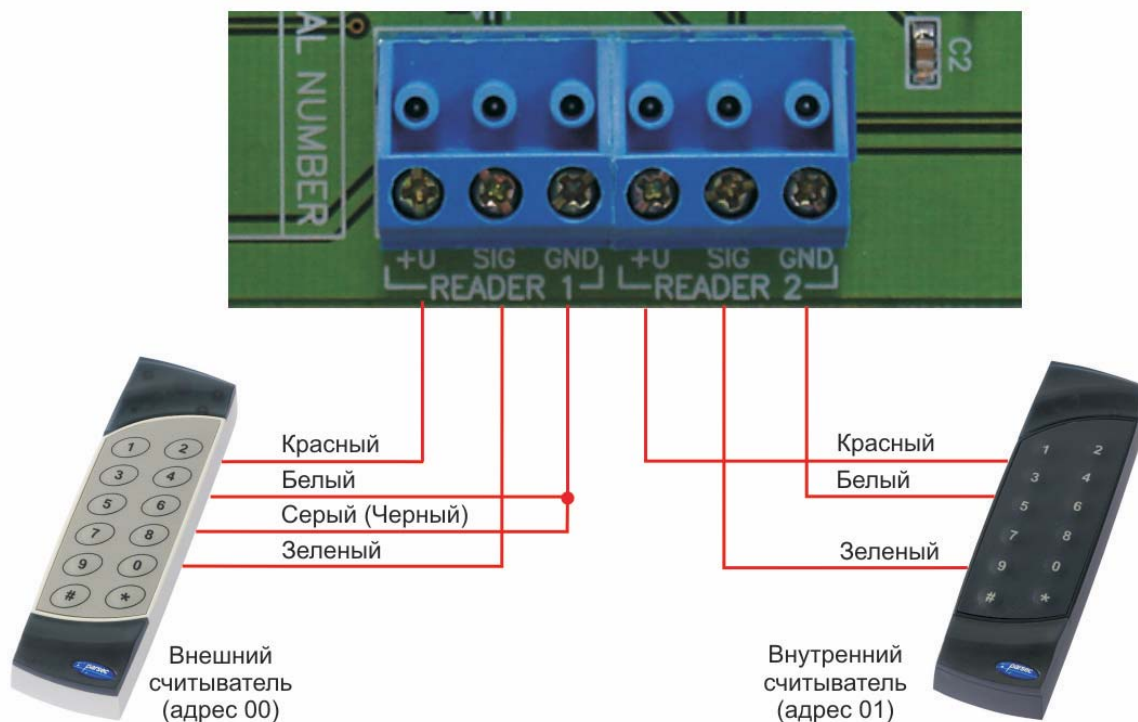 AL NUMBER
C2
+U SIG GND +U SIG GND
READER 1 READER 2
Красный
Белый
Серый (Черный)
Зеленый
Красный
Белый
Зеленый
1 2
3 4
5 6
7 8
9 0
# *
1 2
3 4
5 6
7 8
9 0
# *
parsec
parsec
Внешний
считыватель
(адрес 00)
Внутренний
считыватель
(адрес 01)